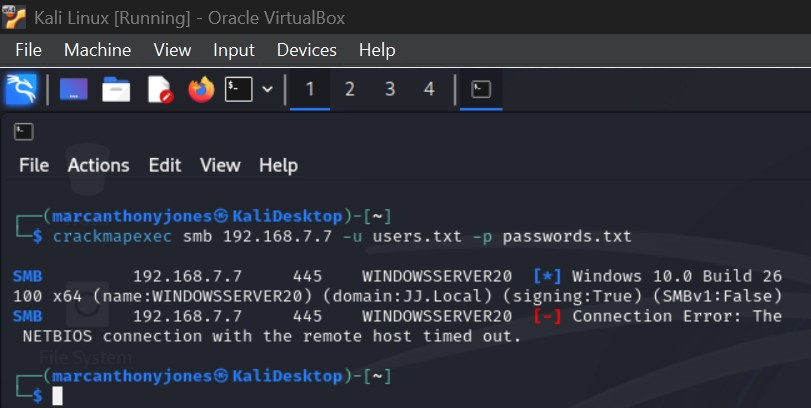 Kali Linux [Running] - Oracle VirtualBox
File Machine View Input Devices Help
1 2 3 4
File Actions Edit View Help
┌──(marcanthonyjones㉿KaliDesktop)-[~]
└─$ crackmapexec smb 192.168.7.7 -u users.txt -p passwords.txt
SMB 192.168.7.7 445 WINDOWSSERVER20 [*] Windows 10.0 Build 26
100 x64 (name:WINDOWSSERVER20) (domain:JJ.Local) (signing:True) (SMBv1:False)
SMB 192.168.7.7 445 WINDOWSSERVER20 [-] Connection Error: The
NETBIOS connection with the remote host timed out.
File System
┌──(marcanthonyjones㉿KaliDesktop)-[~]
└─$